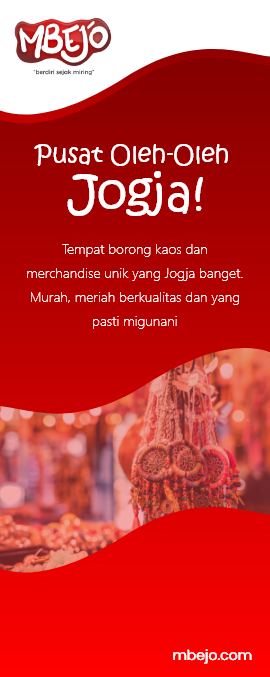 MBEJO
"berdiri sejak miring"
Pusat Oleh-Oleh
Jogja!
Tempat borong kaos dan
merchandise unik yang Jogja banget.
Murah, meriah berkualitas dan yang
pasti migunani
mbejo.com